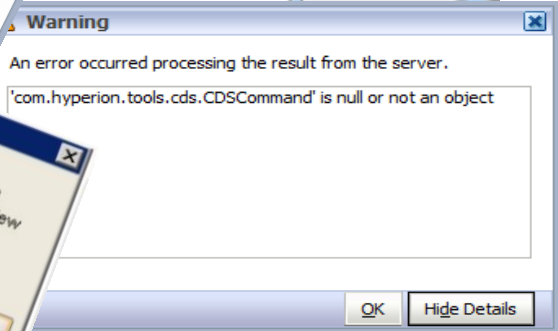 Warning
An error occurred processing the result from the server.
'com.hyperion.tools.cds.CDSCommand' is null or not an object
OK
Hide Details